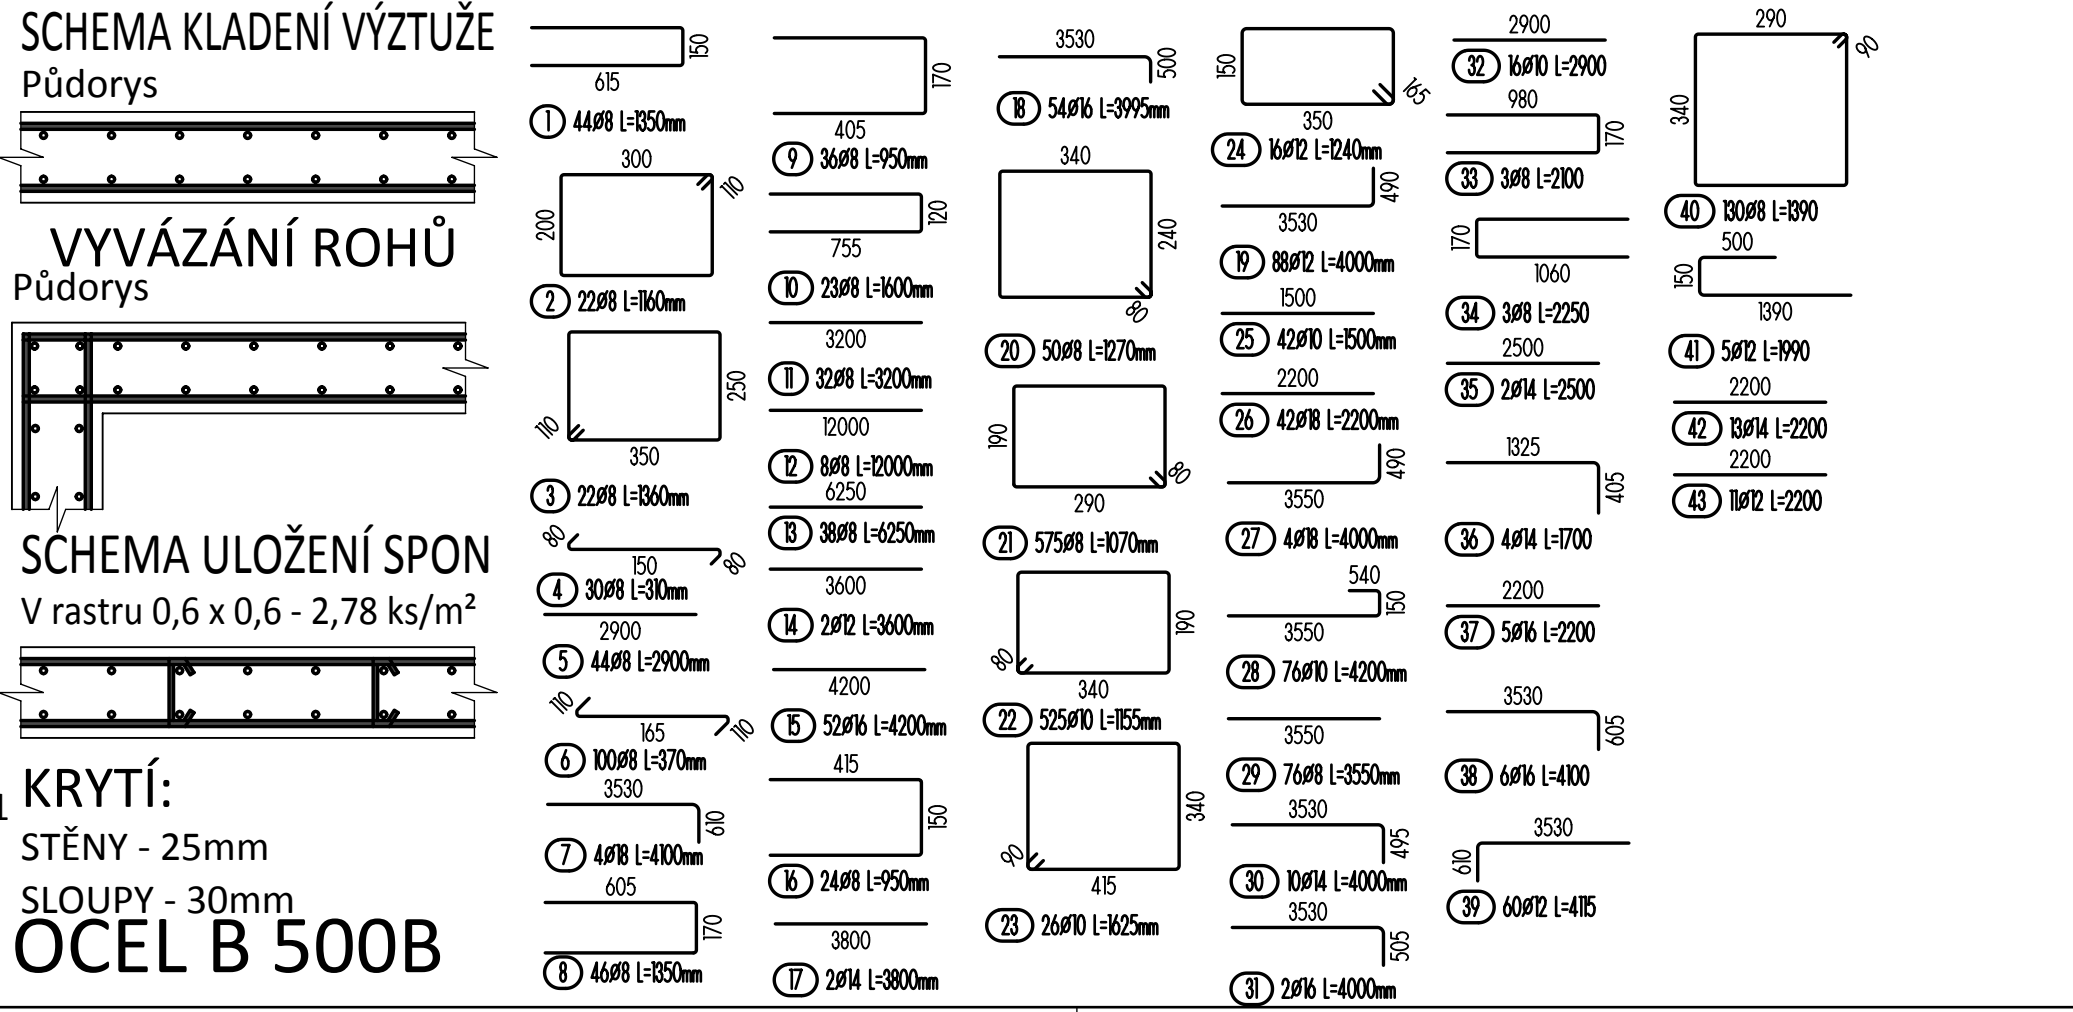 SCHEMA KLADENÍ VÝZTUŽE
Půdorys
VYVÁZÁNÍ ROHŮ
Půdorys
SCHEMA ULOŽENÍ SPON
V rastru 0,6 x 0,6 - 2,78 ks/m²
1
KRYTÍ:
STĚNY - 25mm
SLOUPY - 30mm
OCEL B 500B
150
615
1 44Ø8 L=1350mm
300
110
200
2 22Ø8 L=1160mm
250
110
350
3 22Ø8 L=1360mm
80
150
80
4 30Ø8 L=310mm
2900
5 44Ø8 L=2900mm
110
165
110
6 100Ø8 L=370mm
3530
610
7 4Ø18 L=4100mm
605
170
8 46Ø8 L=1350mm
170
405
9 36Ø8 L=950mm
120
755
10 23Ø8 L=1600mm
3200
11 32Ø8 L=3200mm
12000
12 8Ø8 L=12000mm
6250
13 38Ø8 L=6250mm
3600
14 2Ø12 L=3600mm
4200
15 52Ø16 L=4200mm
415
150
16 24Ø8 L=950mm
3800
17 2Ø14 L=3800mm
3530
500
18 54Ø16 L=3995mm
340
240
80
20 50Ø8 L=1270mm
190
80
290
21 575Ø8 L=1070mm
190
80
340
22 525Ø10 L=1155mm
340
90
415
23 26Ø10 L=1625mm
150
165
350
24 16Ø12 L=1240mm
490
3530
19 88Ø12 L=4000mm
1500
25 42Ø10 L=1500mm
2200
26 42Ø18 L=2200mm
490
3550
27 4Ø18 L=4000mm
540
150
3550
28 76Ø10 L=4200mm
3550
29 76Ø8 L=3550mm
3530
495
30 10Ø14 L=4000mm
3530
505
31 2Ø16 L=4000mm
2900
32 16Ø10 L=2900
980
170
33 3Ø8 L=2100
170
1060
34 3Ø8 L=2250
2500
35 2Ø14 L=2500
1325
405
36 4Ø14 L=1700
2200
37 5Ø16 L=2200
3530
605
38 6Ø16 L=4100
3530
610
39 60Ø12 L=4115
290
90
340
40 130Ø8 L=1390
500
150
1390
41 5Ø12 L=1990
2200
42 13Ø14 L=2200
2200
43 11Ø12 L=2200